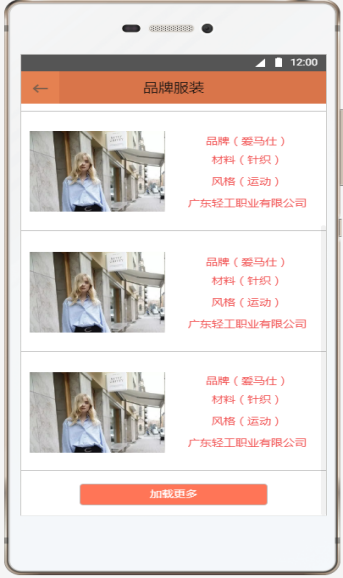 12:00
品牌服装
品牌（爱马仕）
材料（针织）
风格（运动）
广东轻工职业有限公司
品牌（爱马仕）
材料（针织）
风格（运动）
广东轻工职业有限公司
品牌（爱马仕）
材料（针织）
风格（运动）
广东轻工职业有限公司
加载更多